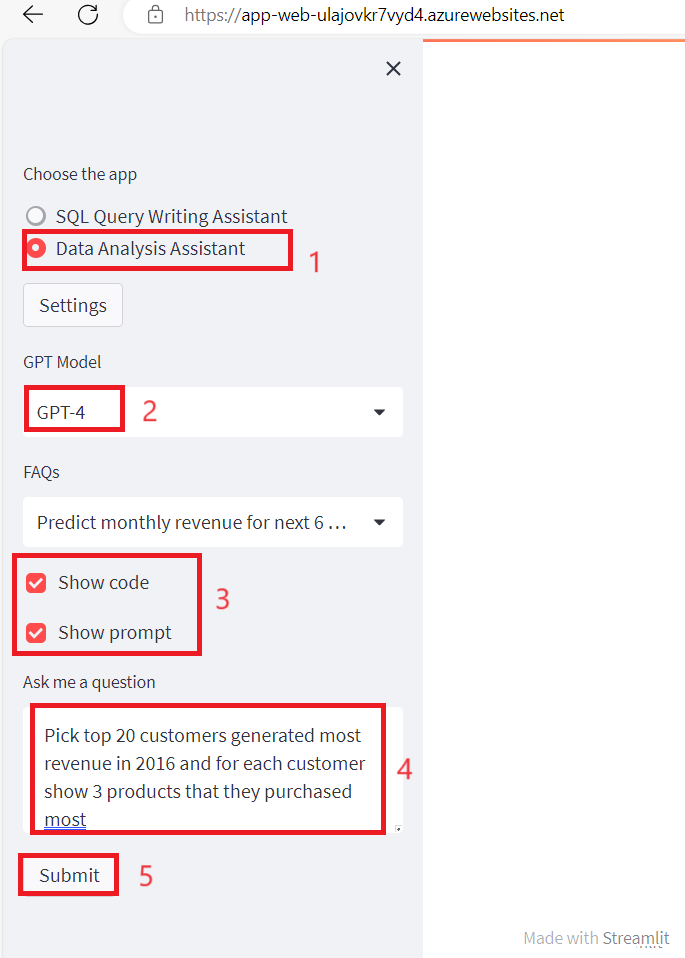 https://app-web-ulajovkr7vyd4.azurewebsites.net
Choose the app
SQL Query Writing Assistant
Data Analysis Assistant
1
Settings
GPT Model
GPT-4
2
FAQs
Predict monthly revenue for next 6 ...
Show code
3
Show prompt
Ask me a question
Pick top 20 customers generated most
revenue in 2016 and for each customer
show 3 products that they purchased
most
4
Submit
5
Made with Streamlit